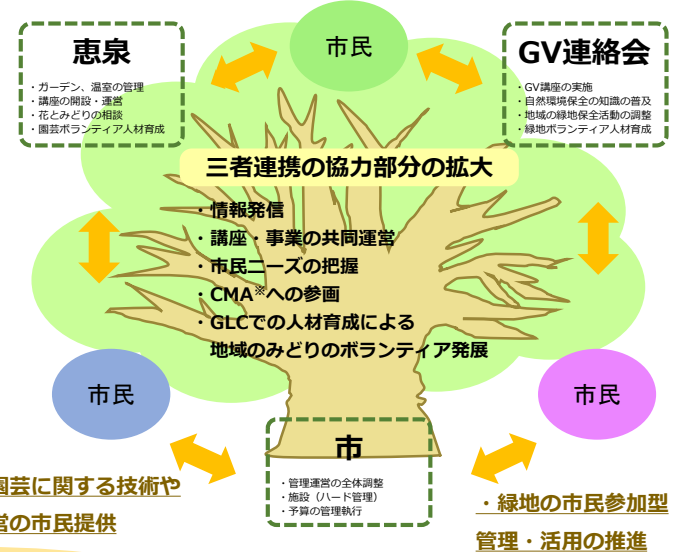 恵泉
・ガーデン、温室の管理
・講座の開設・運営
・花とみどりの相談
・園芸ボランティア人材育成
市民
GV連絡会
・GV講座の実施
・自然環境保全の知識の普及
・地域の緑地保全活動の調整
・緑地ボランティア人材育成
三者連携の協力部分の拡大
・情報発信
・講座・事業の共同運営
・市民ニーズの把握
・CMA※への参画
・GLCでの人材育成による
地域のみどりのボランティア発展
市民
市民
市
・管理運営の全体調整
・施設（ハード管理）
・予算の管理執行
園芸に関する技術や
営の市民提供
・緑地の市民参加型
管理・活用の推進